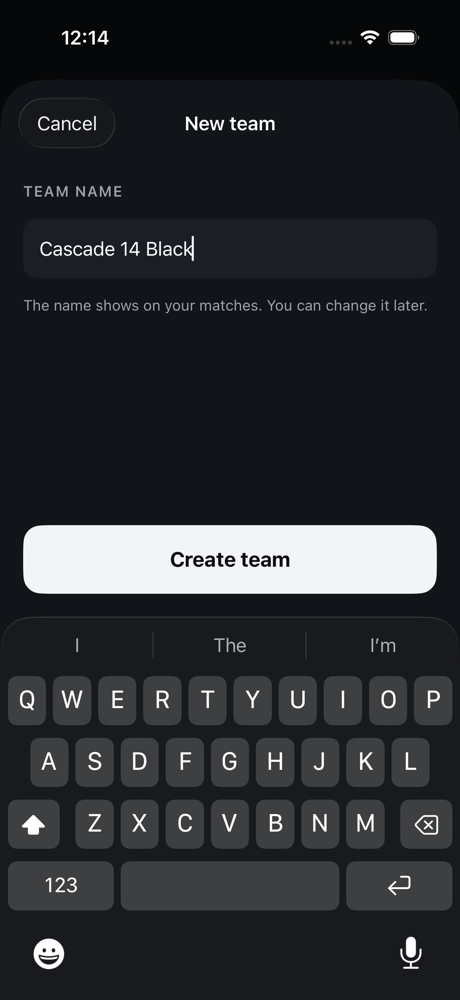 12:14
Cancel
New team
TEAM NAME
Cascade 14 Black
The name shows on your matches. You can change it later.
Create team
I The I'm
Q W E R T Y U I O P
A S D F G H J K L
Z X C V B N M
123